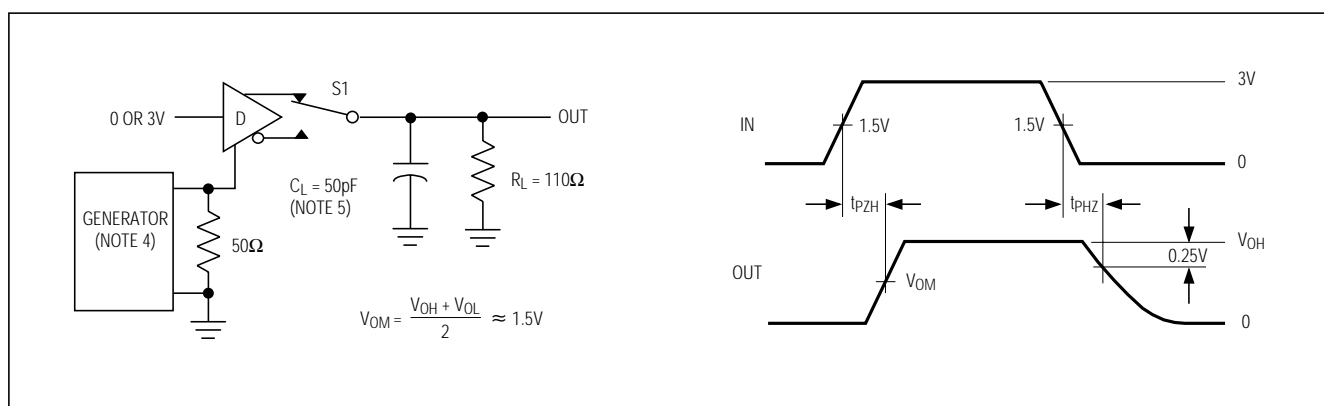 S1
0 OR 3V
D
OUT
GENERATOR
(NOTE 4)
50Ω
C_L = 50pF
(NOTE 5)
R_L = 110Ω
V_OM = (V_OH + V_OL) / 2 ≈ 1.5V
3V
IN
1.5V
1.5V
0
t_PZH
t_PHZ
V_OH
0.25V
OUT
V_OM
0